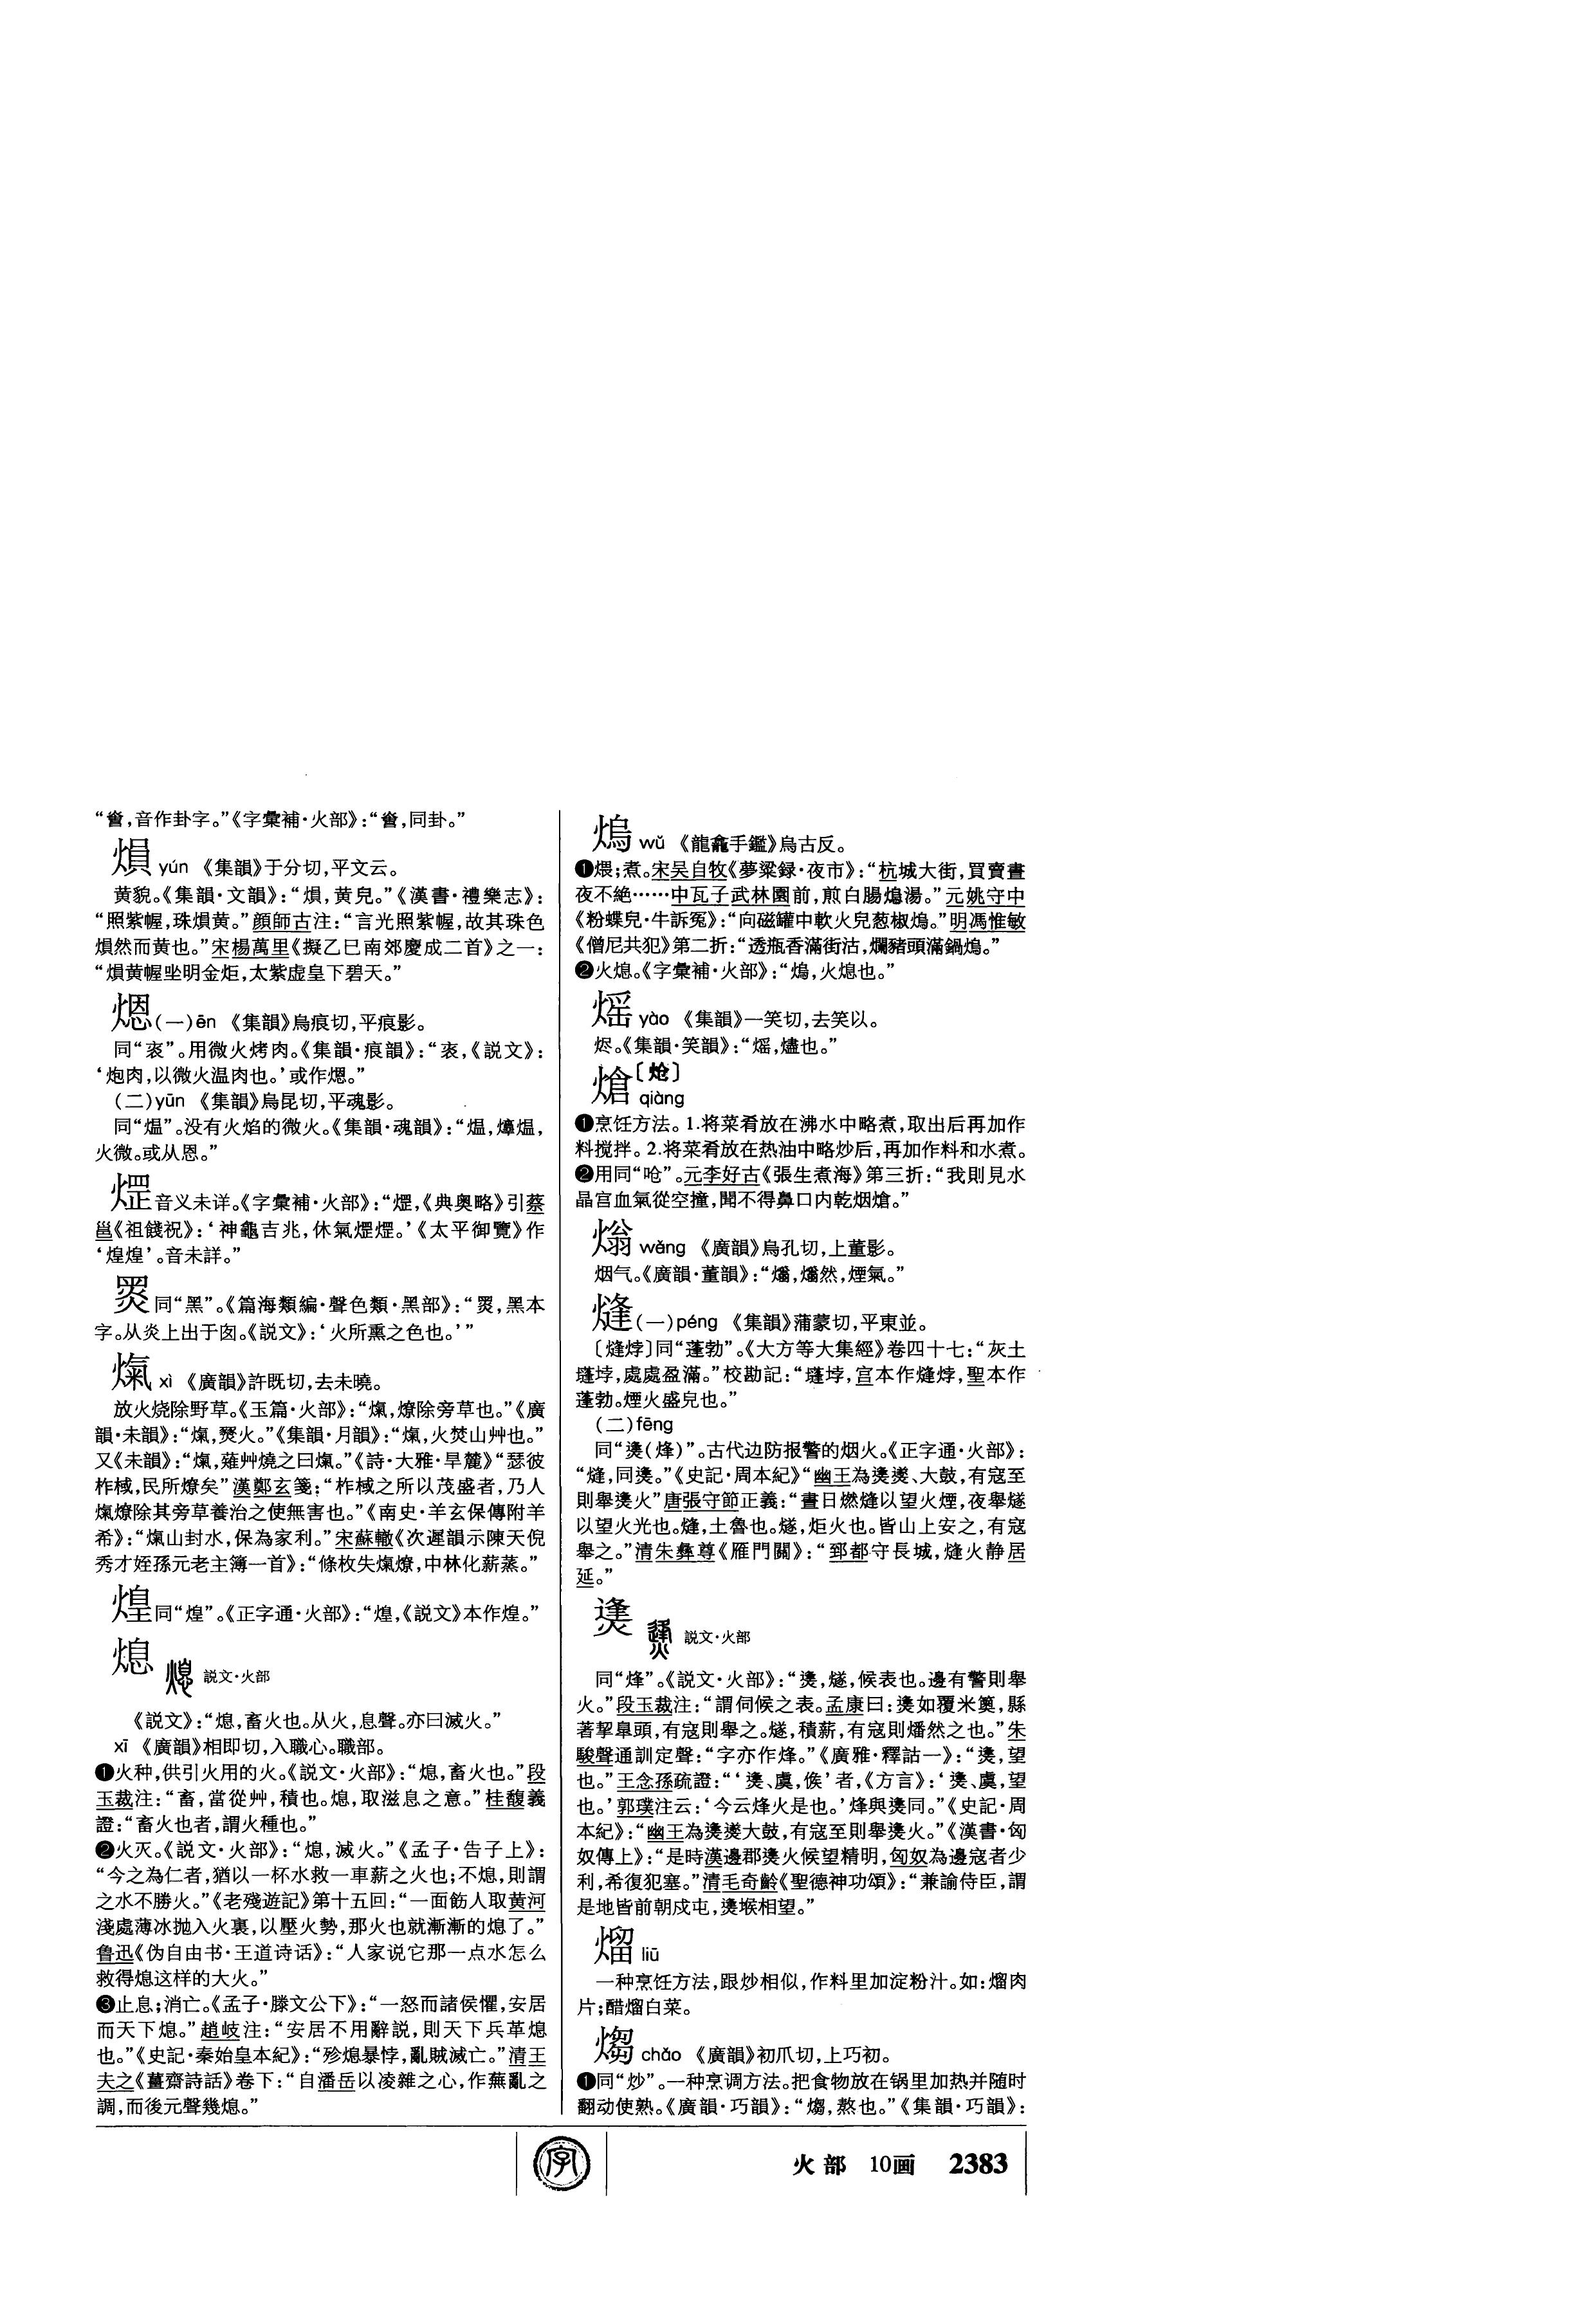 音作卦字。”《字彙補·火部》：“
同卦。”
熉 yún 《集韻》于分切，平文云。
黄貌。《集韻·文韻》：“熉，黄皃。”《漢書·禮樂志》：
“照紫幄，珠熉黄。”顔師古注：“言光照紫幄，故其珠色
熉然而黄也。”宋楊萬里《擬乙巳南郊慶成二首》之一：
“熉黄幄坐明金炬，太紫虚皇下碧天。”
煾(一)ēn 《集韻》烏痕切，平痕影。
同“衮”。用微火烤肉。《集韻·痕韻》：“
《説文》：
‘炮肉，以微火温肉也。’或作煾。”
(二)yūn 《集韻》烏昆切，平魂影。
同“煴”。没有火焰的微火。《集韻·魂韻》：“煴，㷟煴，
火微。或从恩。”
音义未详。《字彙補·火部》：“
《典奥略》引蔡
邕《祖餞祝》：‘神龜吉兆，休氣
《太平御覽》作
‘煌煌’。音未詳。”
同“黑”。《篇海類編·聲色類·黑部》：“
黑本
字。从炎上出于囱。《説文》：‘火所熏之色也。’”
㷉 xì 《廣韻》許既切，去未曉。
放火烧除野草。《玉篇·火部》：“
燎除旁草也。”《廣
韻·未韻》：“
火。”《集韻·月韻》：“
火焚山艸也。”
又《未韻》：“
薙艸燒之曰
《詩·大雅·旱麓》“瑟彼
柞棫，民所燎矣”漢鄭玄箋：“柞棫之所以茂盛者，乃人
燎除其旁草養治之使無害也。”《南史·羊玄保傳附羊
希》：“
山封水，保為家利。”宋蘇轍《次遲韻示陳天倪
秀才姪孫元老主簿一首》：“條枚失
燎，中林化薪蒸。”
同“煌”。《正字通·火部》：“煌，《説文》本作
熄 説文·火部
《説文》：“熄，畜火也。从火，息聲。亦曰滅火。”
xī 《廣韻》相即切，入職心。職部。
❶火种，供引火用的火。《説文·火部》：“熄，畜火也。”段
玉裁注：“畜，當從艸，積也。熄，取滋息之意。”桂馥義
證：“畜火也者，謂火種也。”
❷火灭。《説文·火部》：“熄，滅火。”《孟子·告子上》：
“今之為仁者，猶以一杯水救一車薪之火也；不熄，則謂
之水不勝火。”《老殘遊記》第十五回：“一面飭人取黄河
淺處薄冰抛入火裏，以壓火勢，那火也就漸漸的熄了。”
鲁迅《伪自由书·王道诗话》：“人家说它那一点水怎么
救得熄这样的大火。”
❸止息；消亡。《孟子·滕文公下》：“一怒而諸侯懼，安居
而天下熄。”趙岐注：“安居不用辭説，則天下兵革熄
也。”《史記·秦始皇本紀》：“殄熄暴悖，亂賊滅亡。”清王
夫之《薑齋詩話》卷下：“自潘岳以凌雜之心，作蕪亂之
調，而後元聲幾熄。”
熓 wǔ 《龍龕手鑑》烏古反。
❶煨；煮。宋吴自牧《夢粱録·夜市》：“杭城大街，買賣晝
夜不絶……中瓦子武林園前，煎白腸熓湯。”元姚守中
《粉蝶兒·牛訴冤》：“向磁罐中軟火兒葱椒熓。”明馮惟敏
《僧尼共犯》第二折：“透瓶香滿街沽，爛豬頭滿鍋熓。”
❷火熄。《字彙補·火部》：“熓，火熄也。”
熎 yào 《集韻》一笑切，去笑以。
烬。《集韻·笑韻》：“熎，燼也。”
熗〔炝〕
qiàng
❶烹饪方法。1.将菜肴放在沸水中略煮，取出后再加作
料搅拌。2.将菜肴放在热油中略炒后，再加作料和水煮。
❷用同“呛”。元李好古《張生煮海》第三折：“我則見水
晶宫血氣從空撞，聞不得鼻口内乾烟熗。”
㷙 wěng 《廣韻》烏孔切，上董影。
烟气。《廣韻·董韻》：“
然，煙氣。”
熢(一)péng 《集韻》蒲蒙切，平東並。
〔熢㶿〕同“蓬勃”。《大方等大集經》卷四十七：“灰土
埲㘷，處處盈滿。”校勘記：“
宫本作熢㶿，聖本作
蓬勃。煙火盛皃也。”
(二)fēng
同“㷭(烽)”。古代边防报警的烟火。《正字通·火部》：
“熢，同㷭。”《史記·周本紀》“幽王為㷭燧、大鼓，有寇至
則舉㷭火”唐張守節正義：“晝日燃熢以望火煙，夜舉燧
以望火光也。熢，土魯也。燧，炬火也。皆山上安之，有寇
舉之。”清朱彝尊《雁門關》：“郅都守長城，熢火静居
延。”
㷭 説文·火部
同“烽”。《説文·火部》：“㷭，燧，候表也。邊有警則舉
火。”段玉裁注：“謂伺候之表。孟康曰：㷭如覆米䉛，縣
著挈皋頭，有寇則舉之。燧，積薪，有寇則燔然之也。”朱
駿聲通訓定聲：“字亦作烽。”《廣雅·釋詁一》：“㷭，望
也。”王念孫疏證：“‘㷭、虞，候’者，《方言》：‘㷭、虞，望
也。’郭璞注云：‘今云烽火是也。’烽與㷭同。”《史記·周
本紀》：“幽王為㷭燧大鼓，有寇至則舉㷭火。”《漢書·匈
奴傳上》：“是時漢邊郡㷭火候望精明，匈奴為邊寇者少
利，希復犯塞。”清毛奇齡《聖德神功頌》：“兼諭侍臣，謂
是地皆前朝戍屯，㷭堠相望。”
熘 liū
一种烹饪方法，跟炒相似，作料里加淀粉汁。如：熘肉
片；醋熘白菜。
㷅 chǎo 《廣韻》初爪切，上巧初。
❶同“炒”。一种烹调方法。把食物放在锅里加热并随时
翻动使熟。《廣韻·巧韻》：“㷅，熬也。”《集韻·巧韻》：
字
火部 10画 2383